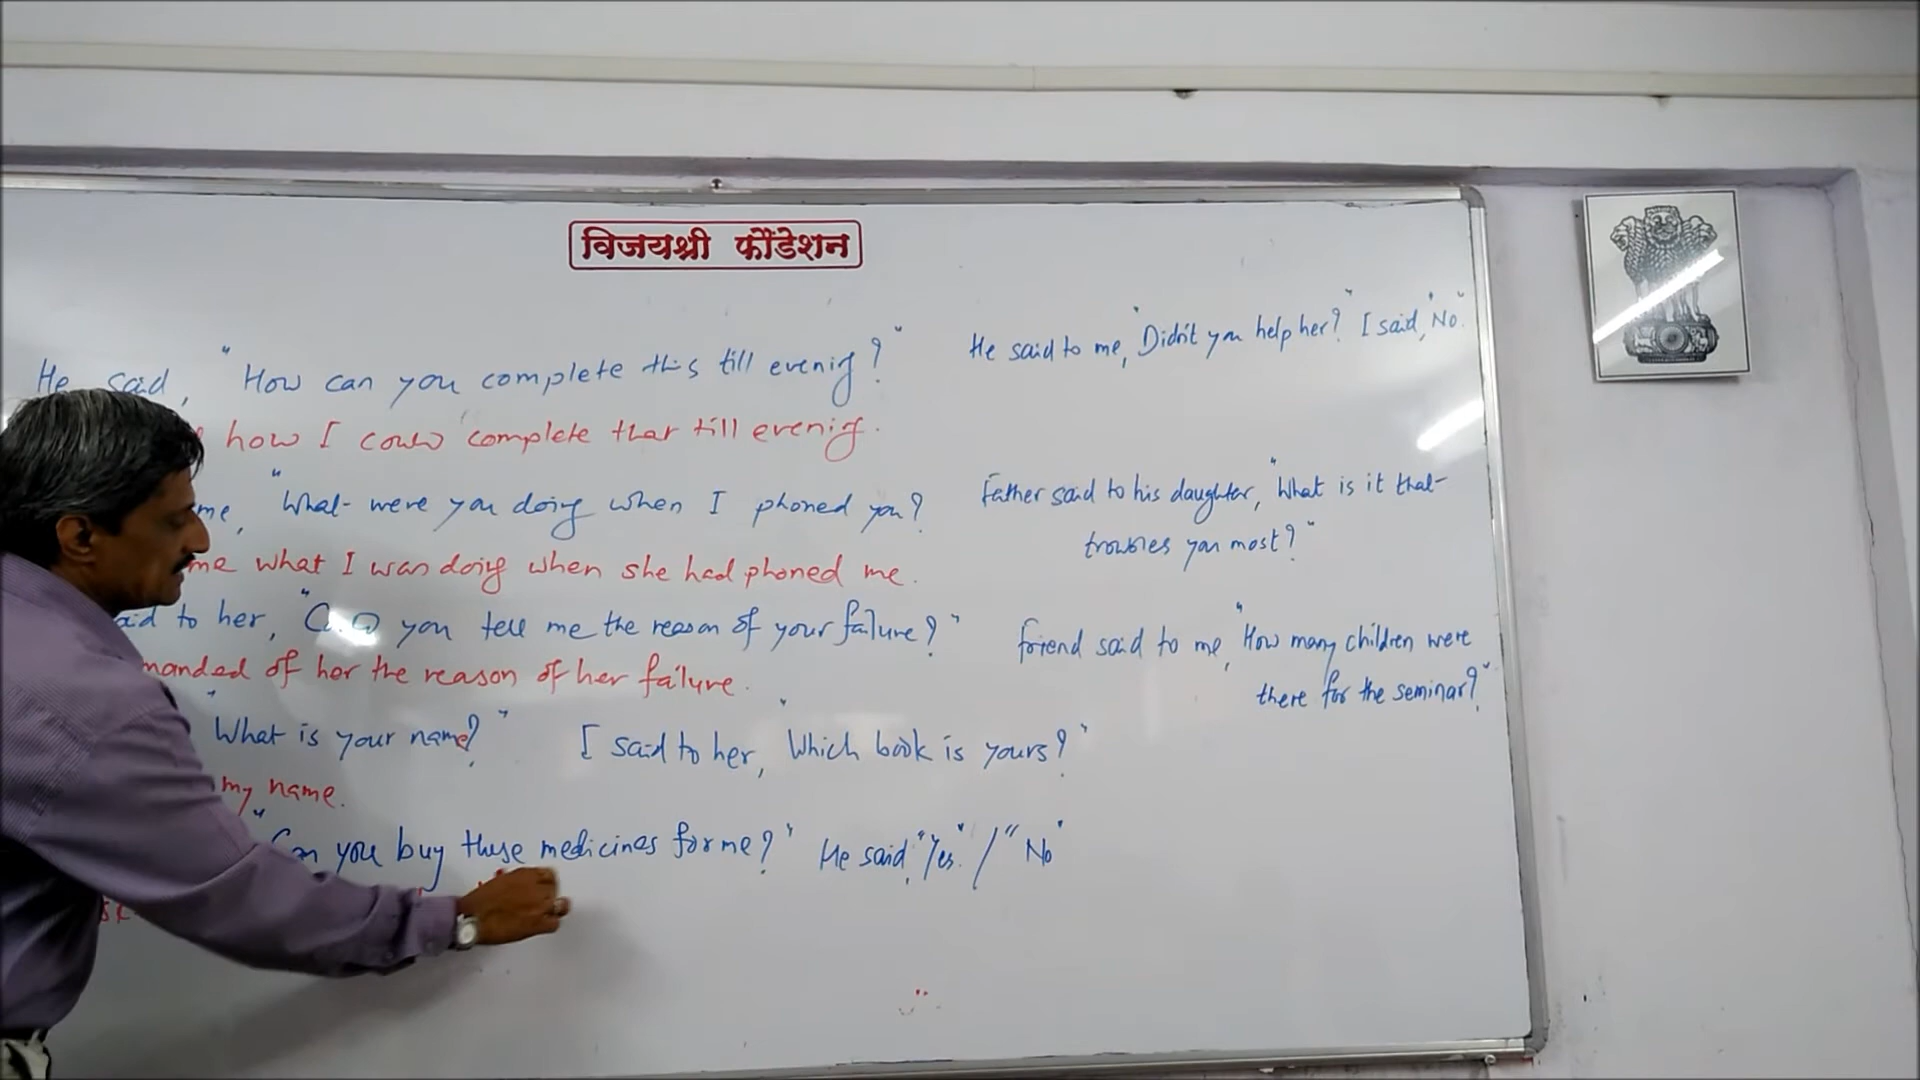 विजयश्री फौंडेशन
He said, "How can you complete this till evenig?"
how I could complete that till evenig.
me, "What were you doing when I phoned you?
me what I was doing when she had phoned me.
to her, " you tell me the reason of your failure?"
of her the reason of her failure.
"What is your name?" I said to her, "Which book is yours?"
my name.
"Can you buy these medicines for me?" He said, "Yes." / "No"
He said to me, "Didn't you help her?" I said, "No."
Father said to his daughter, "What is it that
troubles you most?"
friend said to me, "How many children were
there for the seminar?"